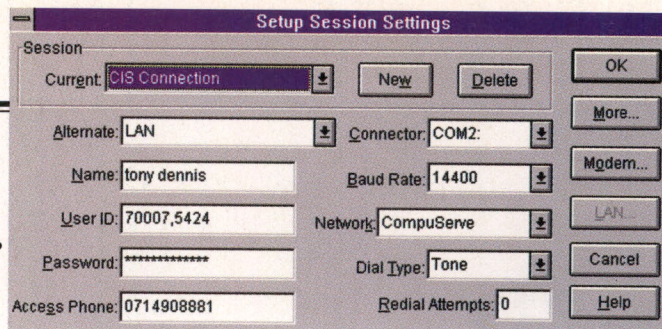 Setup Session Settings
Session
Current: CIS Connection
New
Delete
OK
Alternate: LAN
Connector: COM2:
More...
Name: tony dennis
Baud Rate: 14400
Modem...
User ID: 70007,5424
Network: CompuServe
LAN...
Password: *************
Dial Type: Tone
Cancel
Access Phone: 0714908881
Redial Attempts: 0
Help